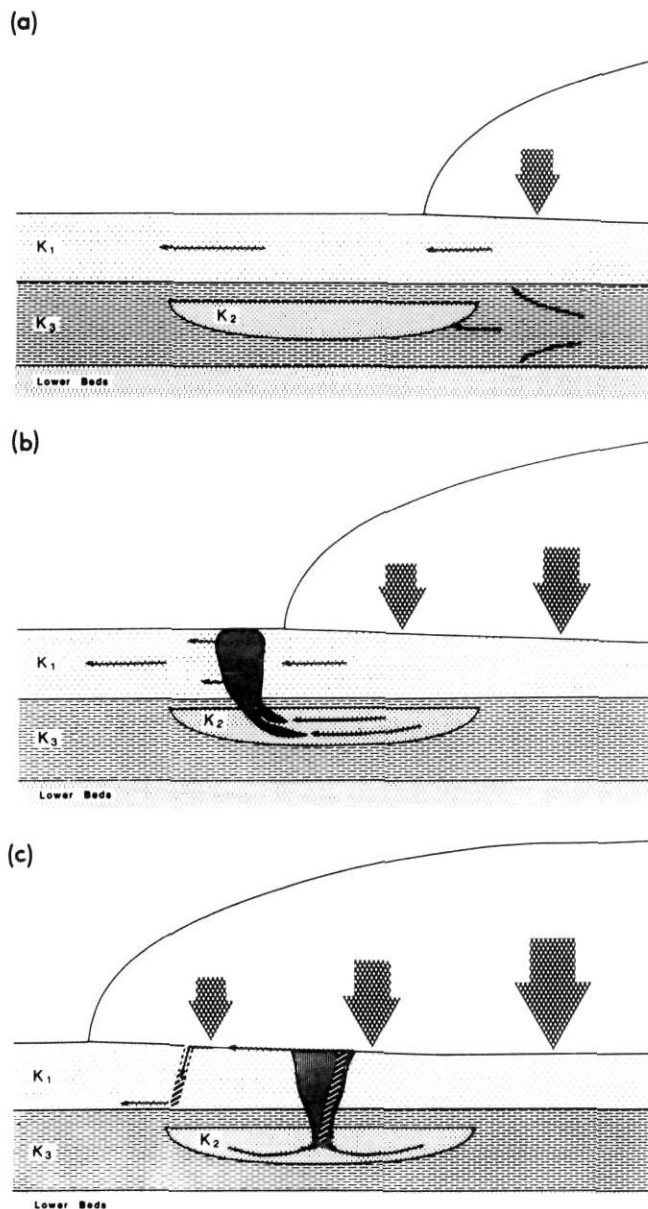 (a)
K₁
K₂
K₃
Lower Beds
(b)
K₁
K₂
K₃
Lower Beds
(c)
K₁
K₂
K₃
Lower Beds